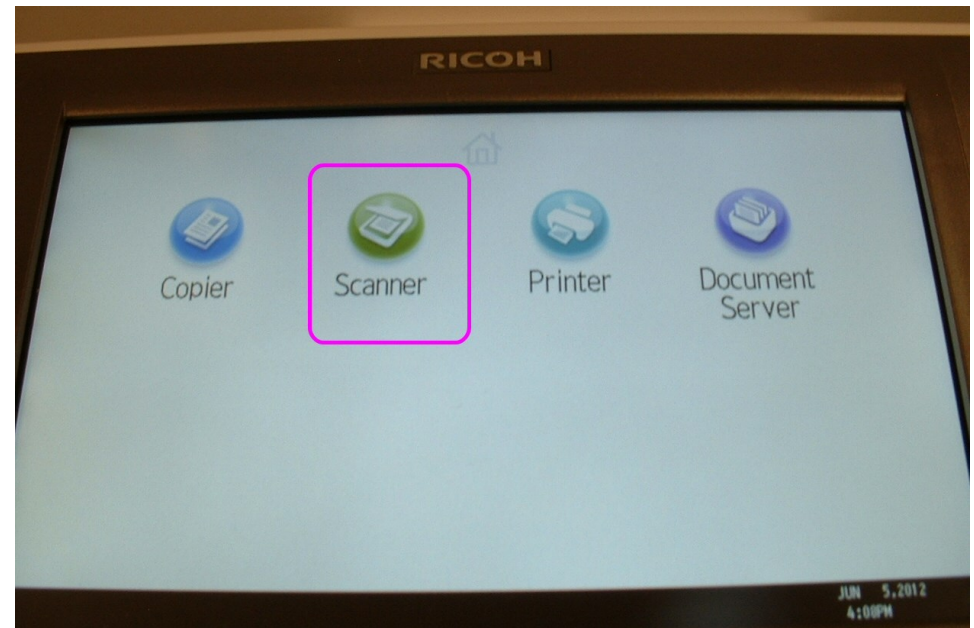 RICOH
Copier
Scanner
Printer
Document
Server
JUN 5.2012
4:08PM